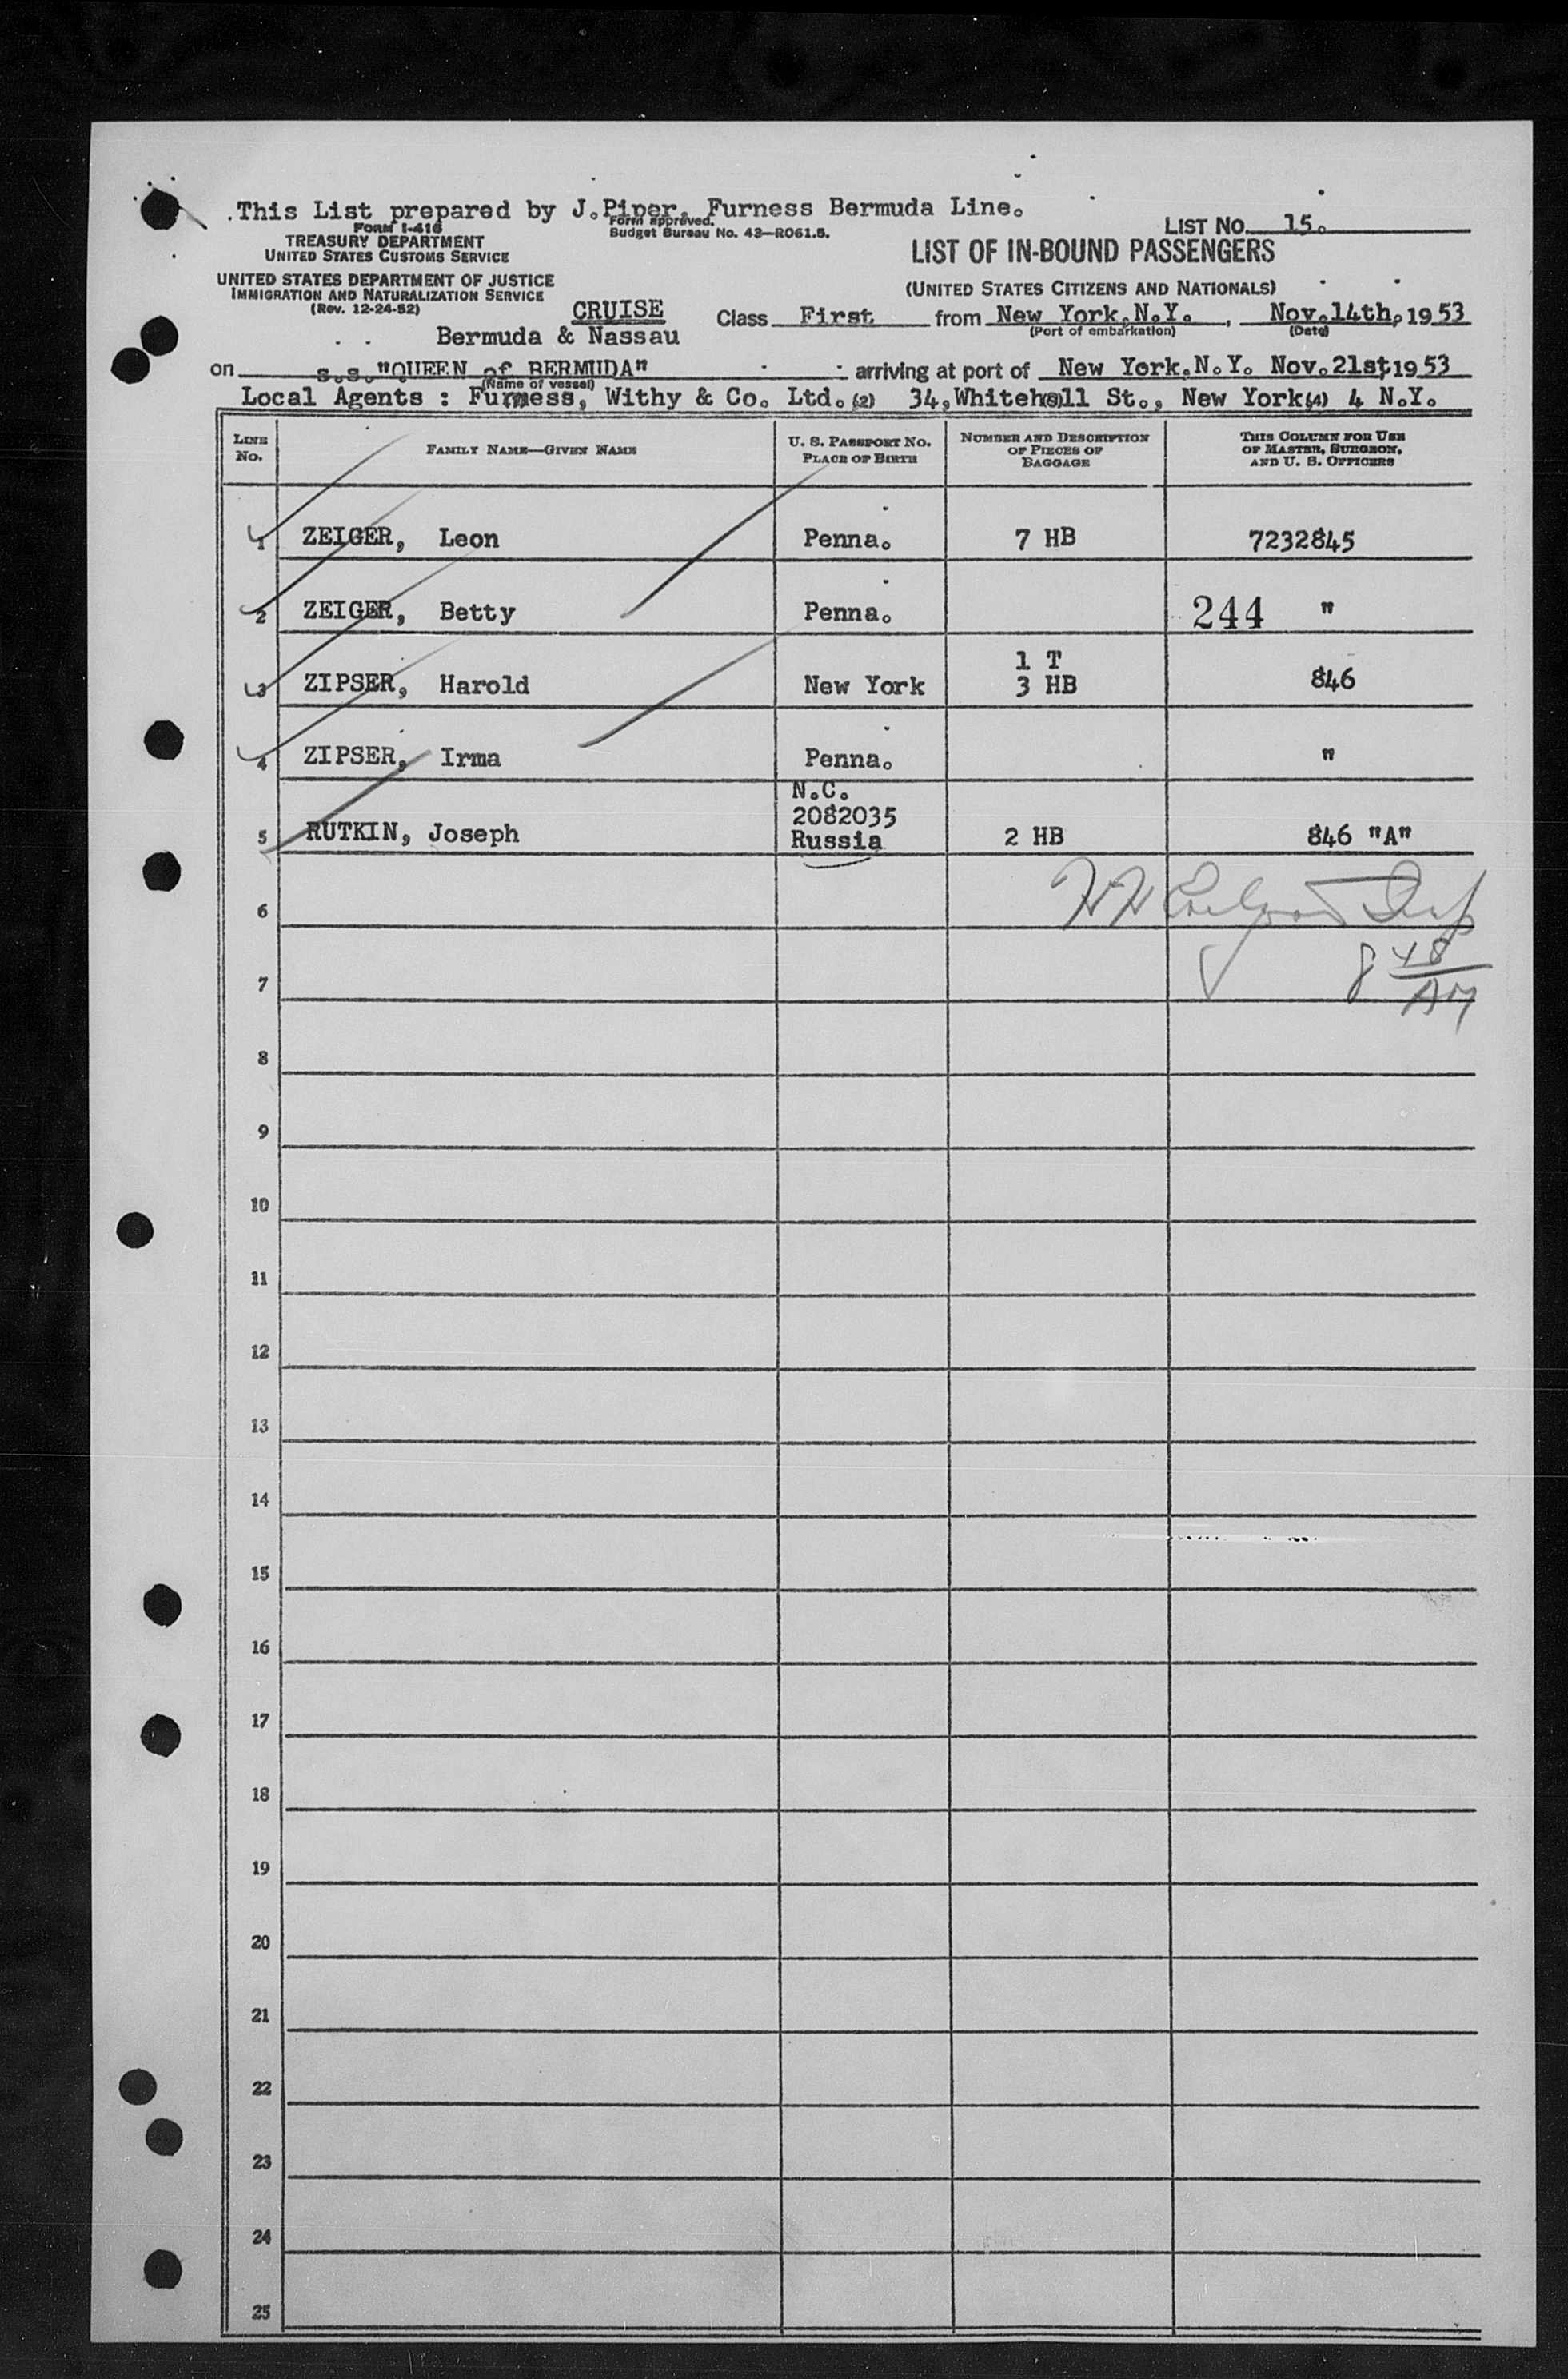 This List prepared by J.Piper. Furness Bermuda Line.
Form approved.
Budget Bureau No. 43—R061.5.
LIST NO. 15.
FORM I-416
TREASURY DEPARTMENT
UNITED STATES CUSTOMS SERVICE
LIST OF IN-BOUND PASSENGERS
UNITED STATES DEPARTMENT OF JUSTICE
IMMIGRATION AND NATURALIZATION SERVICE
(Rev. 12-24-52)
(UNITED STATES CITIZENS AND NATIONALS)
CRUISE
Bermuda & Nassau
Class First from New York.N.Y. , Nov.14th, 1953
(Port of embarkation) (Date)
on s.s."QUEEN of BERMUDA" arriving at port of New York.N.Y. Nov.21st, 1953
(Name of vessel)
Local Agents : Furness, Withy & Co. Ltd. (2) 34,Whitehall St., New York (4) 4 N.Y.
LINE No. FAMILY NAME—GIVEN NAME U. S. PASSPORT NO. PLACE OF BIRTH NUMBER AND DESCRIPTION OF PIECES OF BAGGAGE THIS COLUMN FOR USE OF MASTER, SURGEON, AND U. S. OFFICERS
1 ZEIGER, Leon Penna. 7 HB 7232845
2 ZEIGER, Betty Penna. 244 "
3 ZIPSER, Harold New York 1 T 3 HB 846
4 ZIPSER, Irma Penna. "
5 RUTKIN, Joseph N.C. 2082035 Russia 2 HB 846 "A"
6
7 8 48 AM
8
9
10
11
12
13
14
15
16
17
18
19
20
21
22
23
24
25